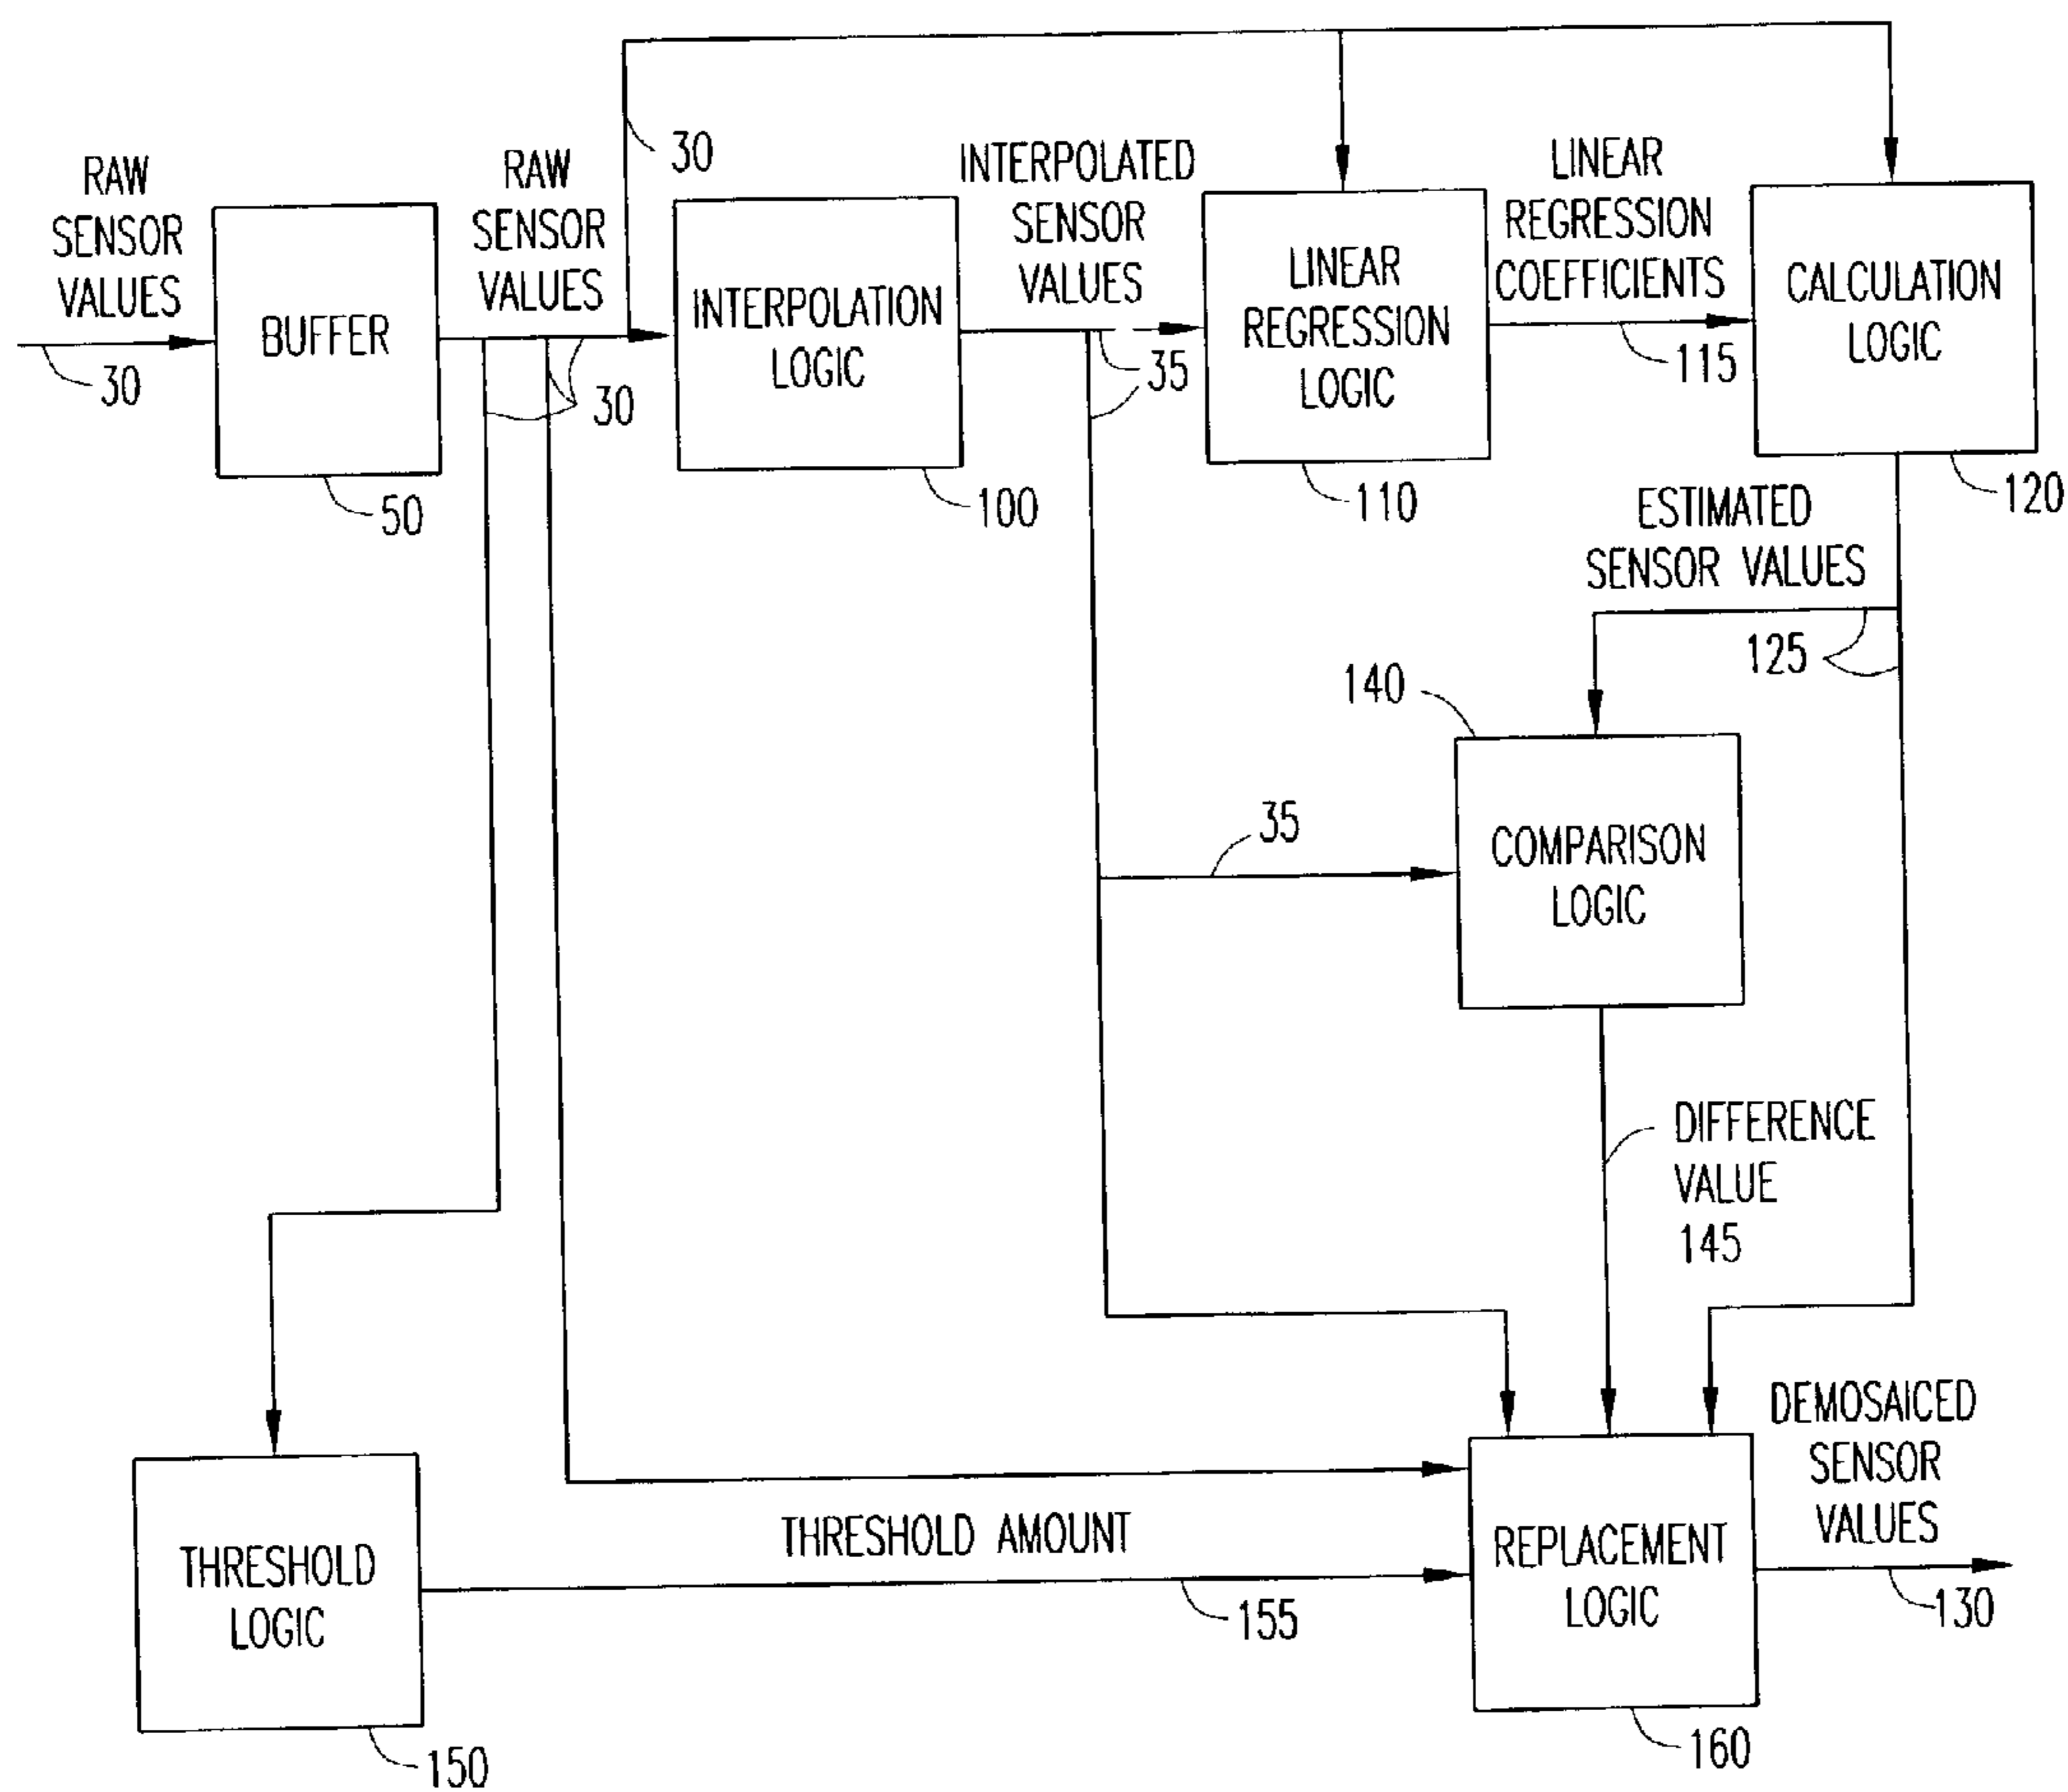 RAW
SENSOR
VALUES
30
BUFFER
50
RAW
SENSOR
VALUES
30
30
INTERPOLATION
LOGIC
100
INTERPOLATED
SENSOR
VALUES
35
LINEAR
REGRESSION
LOGIC
110
LINEAR
REGRESSION
COEFFICIENTS
115
CALCULATION
LOGIC
120
ESTIMATED
SENSOR VALUES
125
140
COMPARISON
LOGIC
35
DIFFERENCE
VALUE
145
THRESHOLD
LOGIC
150
THRESHOLD AMOUNT
155
REPLACEMENT
LOGIC
160
DEMOSAICED
SENSOR
VALUES
130